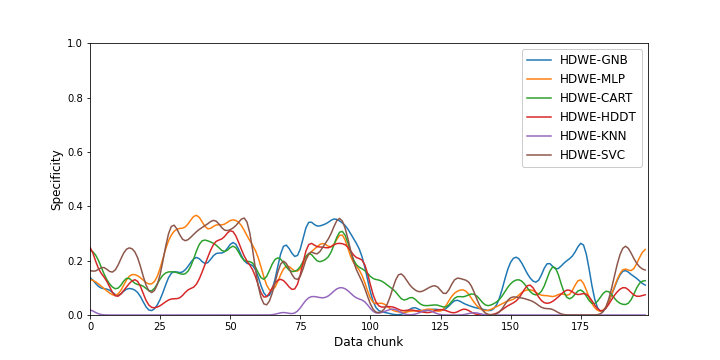 1.0
0.8
0.6
0.4
0.2
0.0
Specificity
0
25
50
75
100
125
150
175
Data chunk
HDWE-GNB
HDWE-MLP
HDWE-CART
HDWE-HDDT
HDWE-KNN
HDWE-SVC